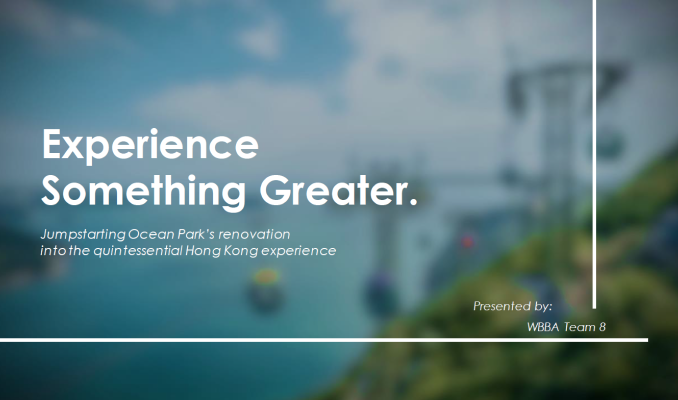 Experience
Something Greater.
Jumpstarting Ocean Park's renovation
into the quintessential Hong Kong experience
Presented by:
WBBA Team 8